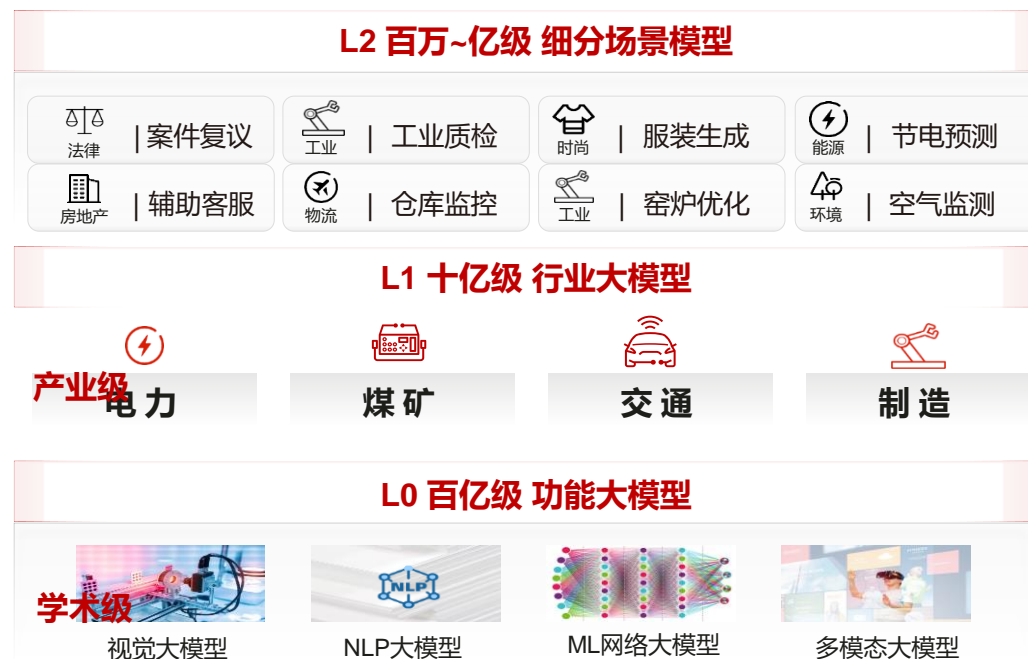 L2 百万~亿级 细分场景模型
法律 | 案件复议
工业 | 工业质检
时尚 | 服装生成
能源 | 节电预测
房地产 | 辅助客服
物流 | 仓库监控
工业 | 窑炉优化
环境 | 空气监测
L1 十亿级 行业大模型
产业级
电力
煤矿
交通
制造
L0 百亿级 功能大模型
NLP
学术级
视觉大模型
NLP大模型
ML网络大模型
多模态大模型